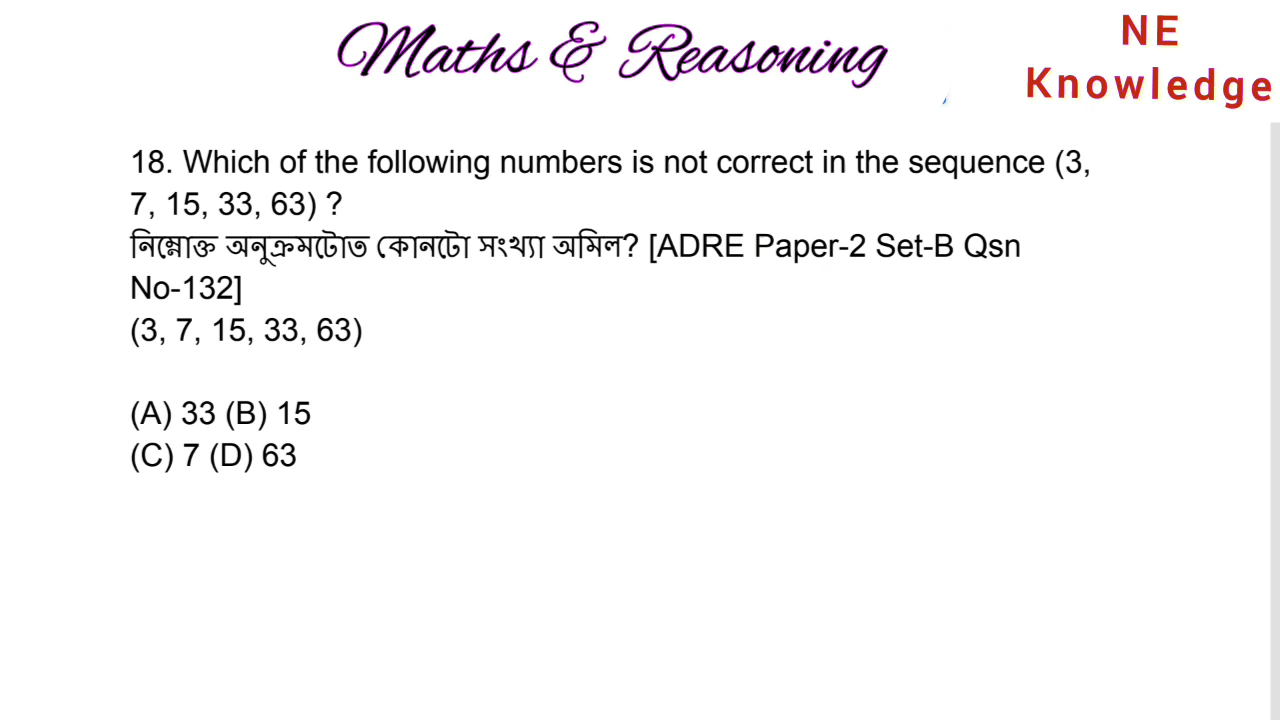 Maths & Reasoning
NE
Knowledge
18. Which of the following numbers is not correct in the sequence (3,
7, 15, 33, 63) ?
নিম্নোক্ত অনুক্ৰমটোত কোনটো সংখ্যা অমিল? [ADRE Paper-2 Set-B Qsn
No-132]
(3, 7, 15, 33, 63)
(A) 33 (B) 15
(C) 7 (D) 63